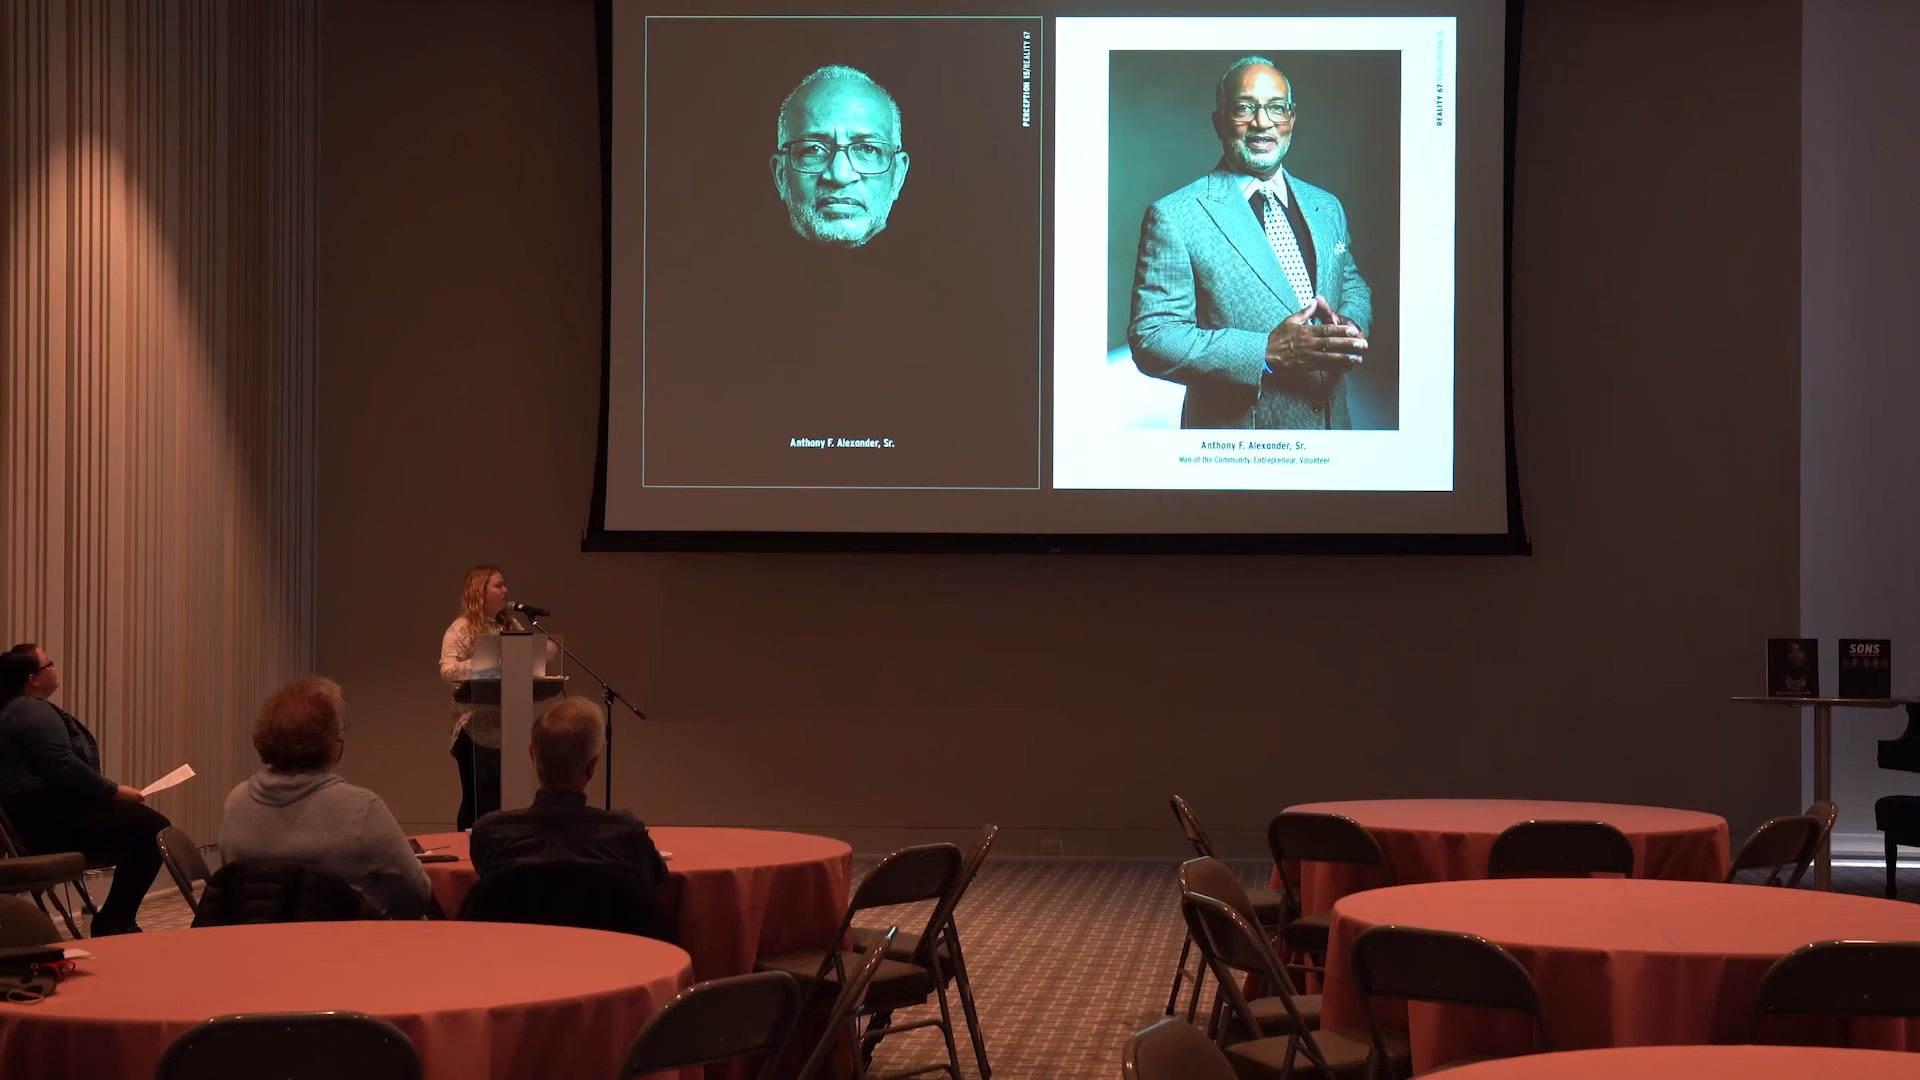 PERCEPTION 15/REALITY 67
Anthony F. Alexander, Sr.
REALITY 67
Anthony F. Alexander, Sr.
Man of the Community, Entrepreneur, Volunteer
SONS